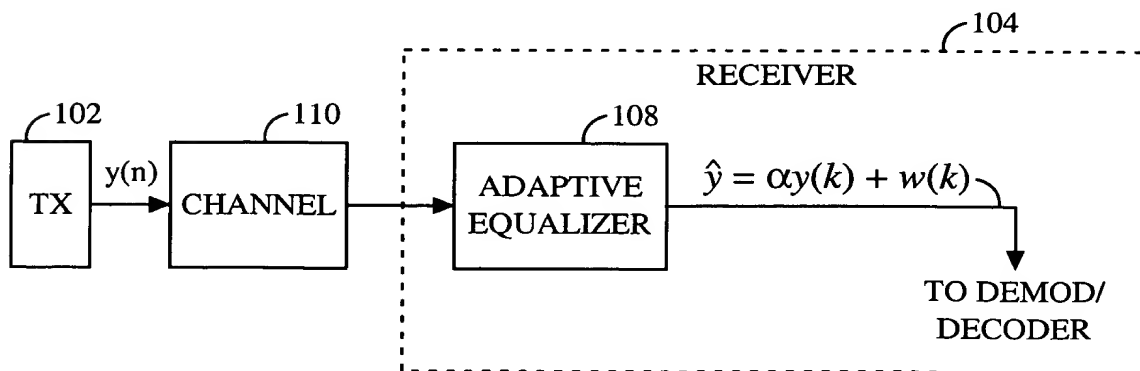 104
RECEIVER
102
110
108
y(n)
TX
CHANNEL
ADAPTIVE
EQUALIZER
ŷ = αy(k) + w(k)
TO DEMOD/
DECODER